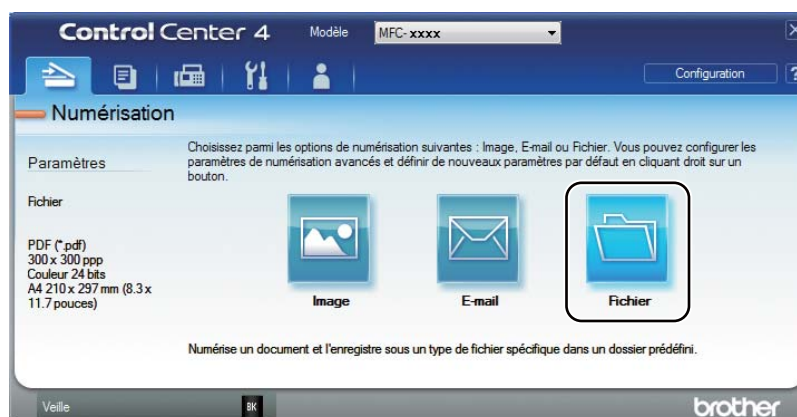 Control Center 4
Modèle
MFC- xxxx
Configuration
?
Numérisation
Paramètres
Fichier
PDF (*.pdf)
300 x 300 ppp
Couleur 24 bits
A4 210 x 297 mm (8.3 x
11.7 pouces)
Choisissez parmi les options de numérisation suivantes : Image, E-mail ou Fichier. Vous pouvez configurer les
paramètres de numérisation avancés et définir de nouveaux paramètres par défaut en cliquant droit sur un
bouton.
Image
E-mail
Fichier
Numérise un document et l'enregistre sous un type de fichier spécifique dans un dossier prédéfini.
Veille
BK
brother